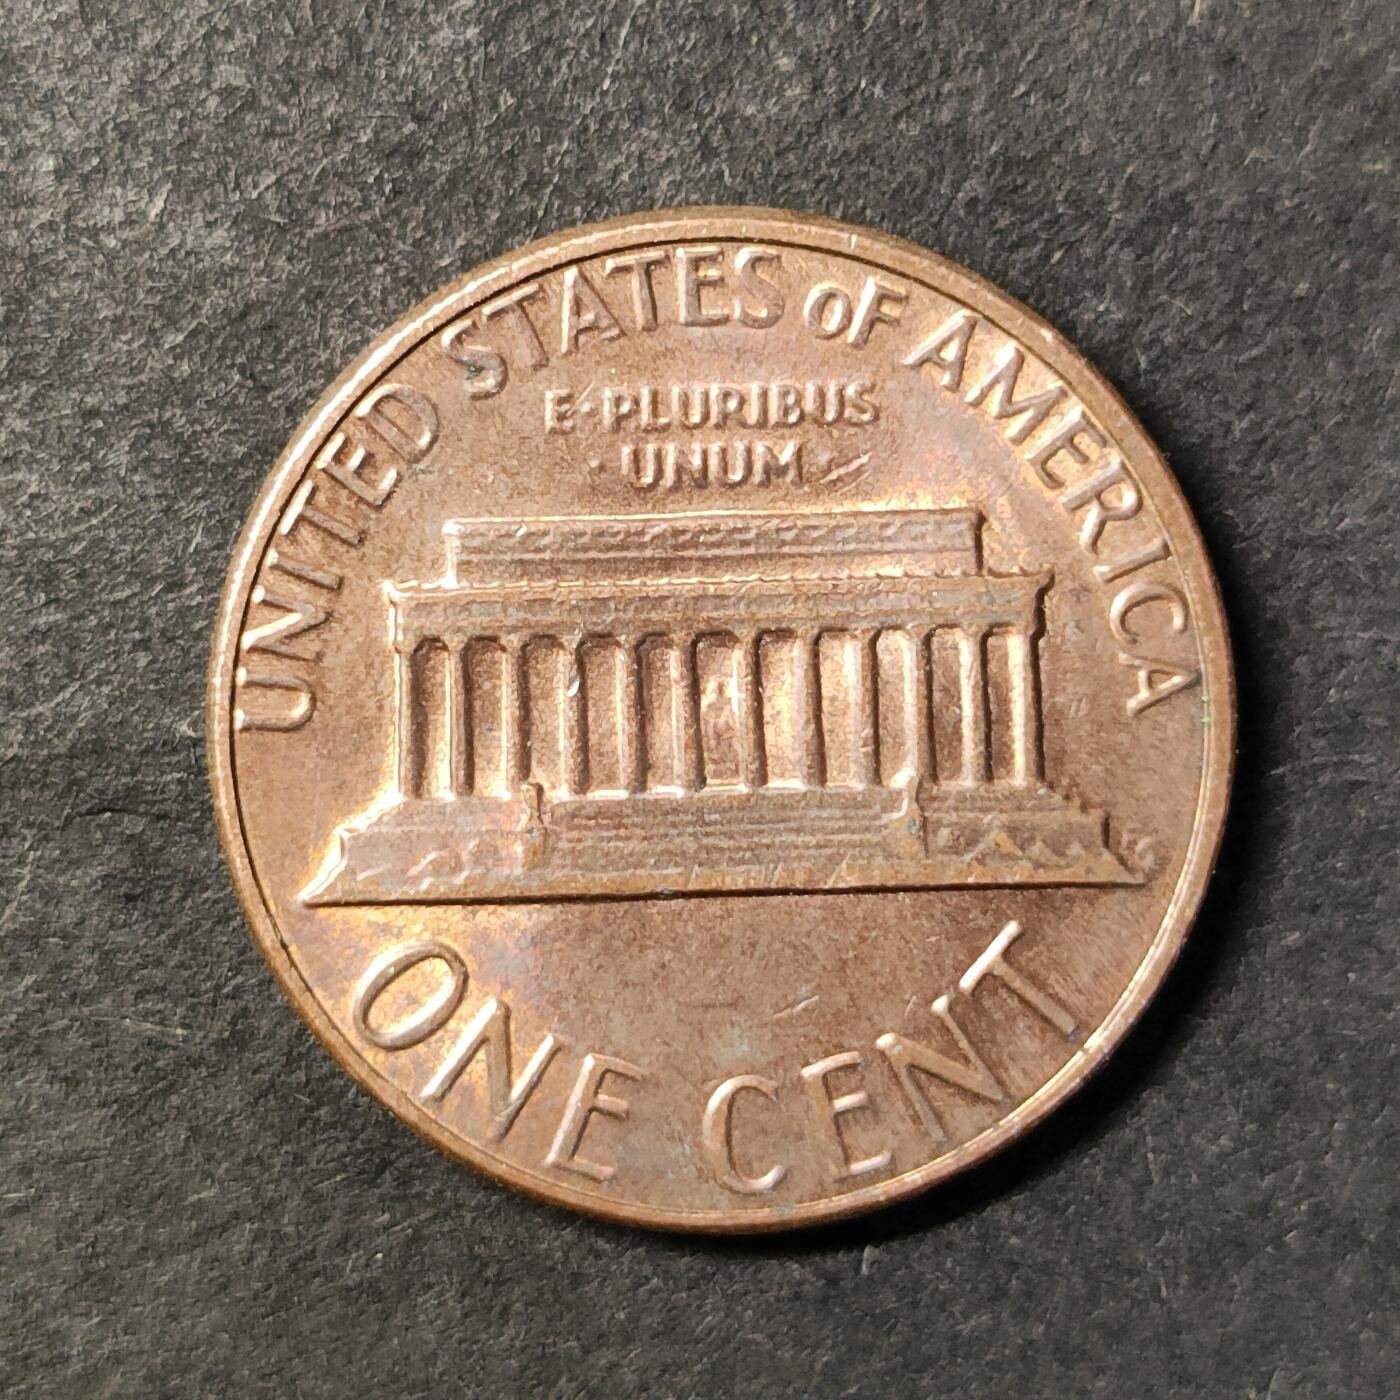 UNITED STATES OF AMERICA
E·PLURIBUS
·UNUM·
ONE CENT